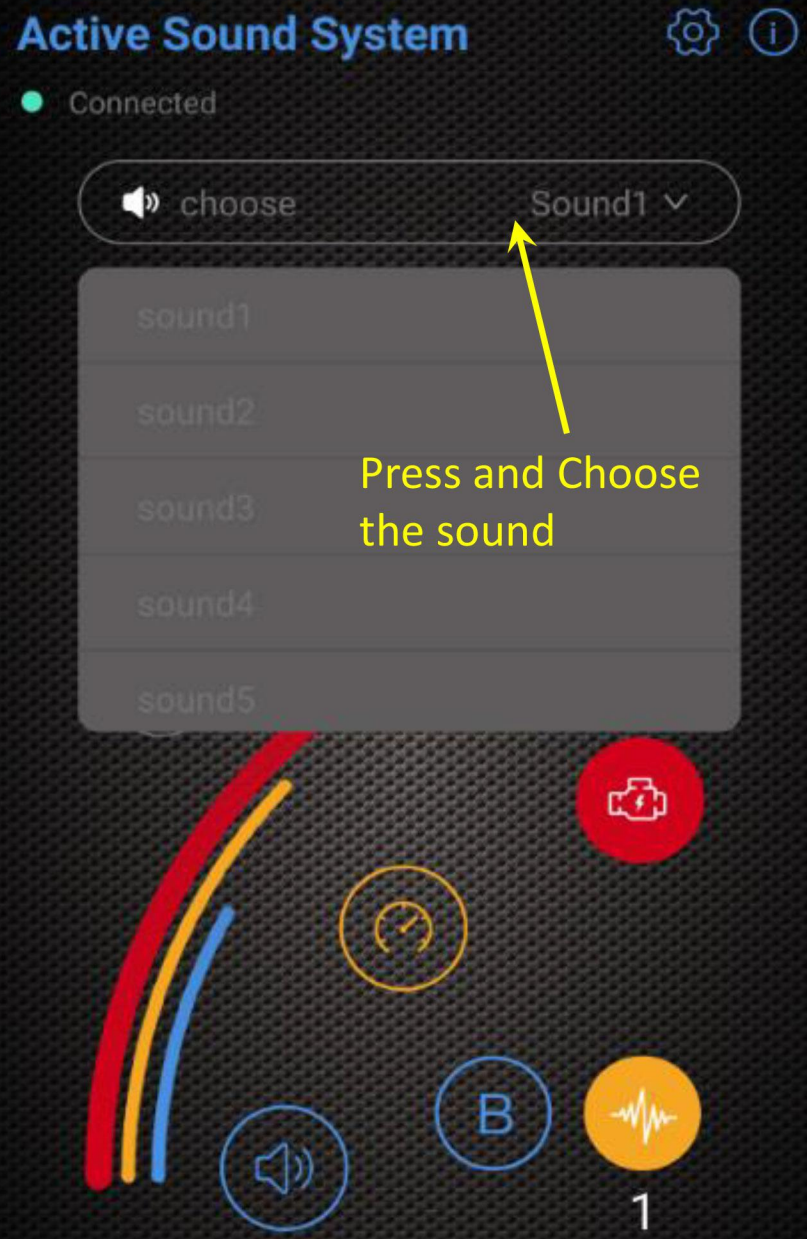 Active Sound System
Connected
choose Sound1
sound1
sound2
sound3
sound4
sound5
Press and Choose
the sound
B
1